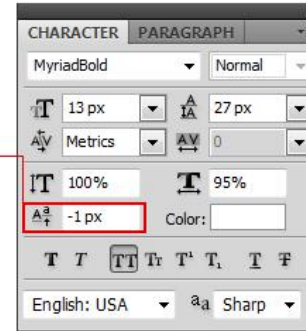 CHARACTER PARAGRAPH
MyriadBold Normal
13 px 27 px
Metrics 0
100% 95%
-1 px Color:
T T TT Tr T¹ T₁ T T
English: USA aa Sharp